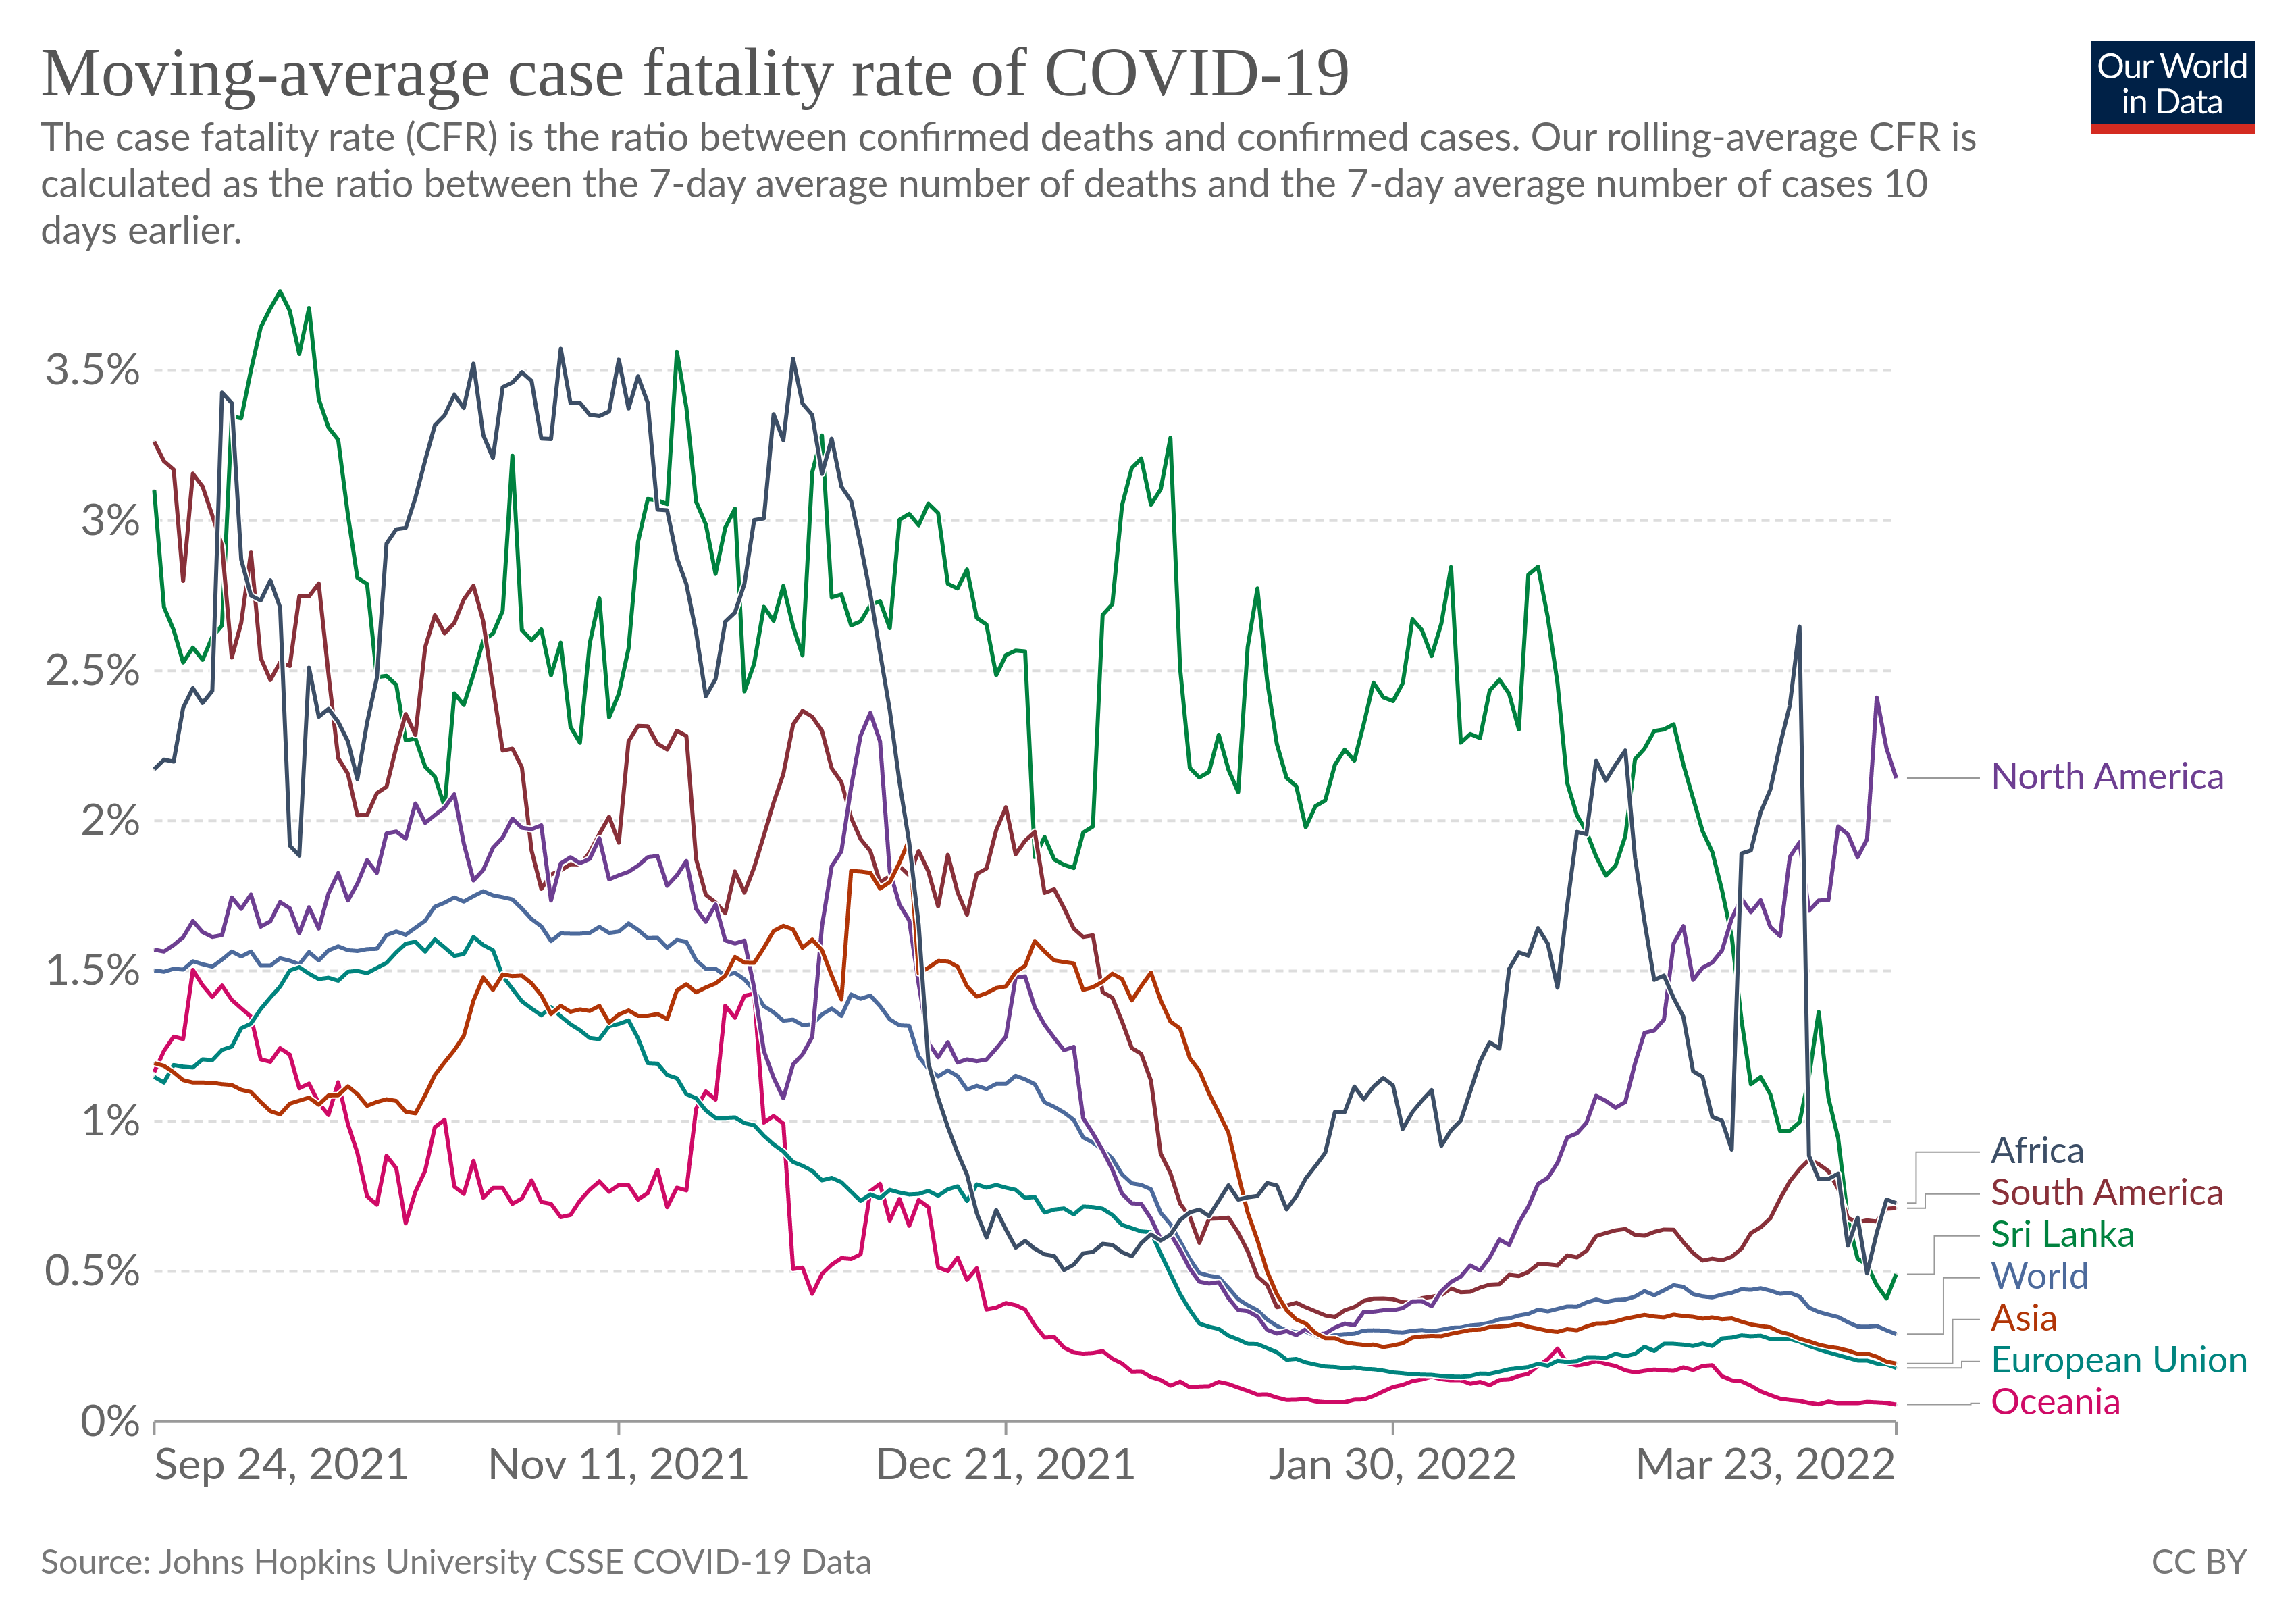 Moving-average case fatality rate of COVID-19
Our World
in Data
The case fatality rate (CFR) is the ratio between confirmed deaths and confirmed cases. Our rolling-average CFR is
calculated as the ratio between the 7-day average number of deaths and the 7-day average number of cases 10
days earlier.
3.5%
3%
2.5%
2%
1.5%
1%
0.5%
0%
North America
Africa
South America
Sri Lanka
World
Asia
European Union
Oceania
Sep 24, 2021
Nov 11, 2021
Dec 21, 2021
Jan 30, 2022
Mar 23, 2022
Source: Johns Hopkins University CSSE COVID-19 Data
CC BY